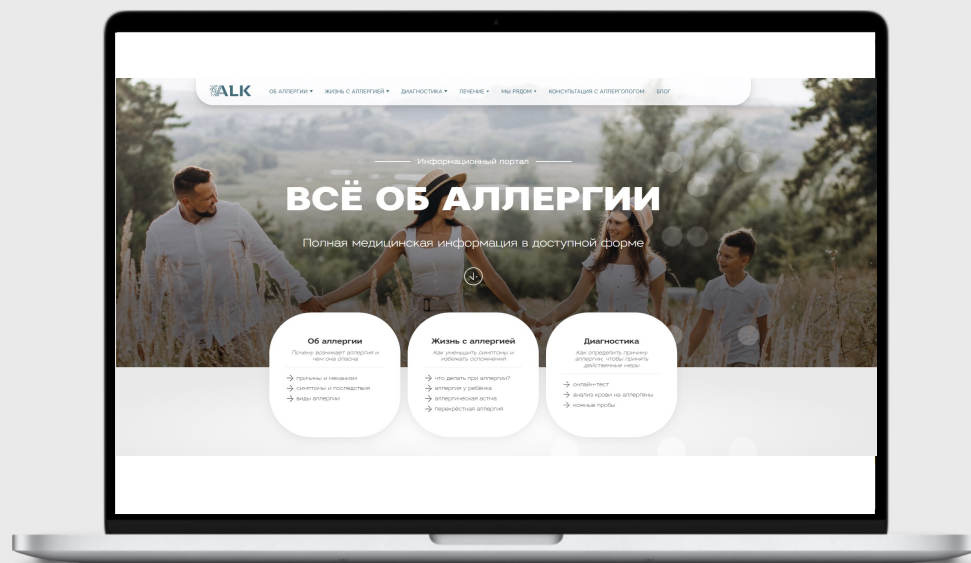 ALK
ОБ АЛЛЕРГИИ
ЖИЗНЬ С АЛЛЕРГИЕЙ
ДИАГНОСТИКА
ЛЕЧЕНИЕ
МЫ РЯДОМ
КОНСУЛЬТАЦИЯ С АЛЛЕРГОЛОГОМ
БЛОГ
Информационный портал
ВСЁ ОБ АЛЛЕРГИИ
Полная медицинская информация в доступной форме
Об аллергии
Почему возникает аллергия и
чем она опасна
причины и механизм
симптомы и последствия
виды аллергии
Жизнь с аллергией
Как уменьшить симптомы и
избежать осложнений
что делать при аллергии?
аллергия у ребёнка
аллергическая астма
перекрёстная аллергия
Диагностика
Как определить причину
аллергии, чтобы принять
действенные меры
онлайн-тест
анализ крови на аллергены
кожные пробы